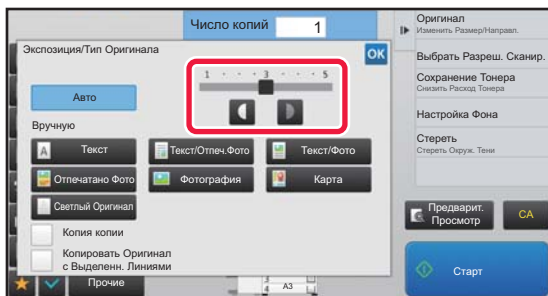 Число копий 1
Экспозиция/Тип Оригинала
OK
1 · · · 3 · · · 5
Авто
Вручную
A Текст
Текст/Отпеч.Фото
Текст/Фото
Отпечатано Фото
Фотография
Карта
Светлый Оригинал
Копия копии
Копировать Оригинал
с Выделенн. Линиями
Прочие
4 A3
Оригинал
Изменить Размер/Направл.
Выбрать Разреш. Сканир.
Сохранение Тонера
Снизить Расход Тонера
Настройка Фона
Стереть
Стереть Окруж. Тени
Предварит.
Просмотр
CA
Старт